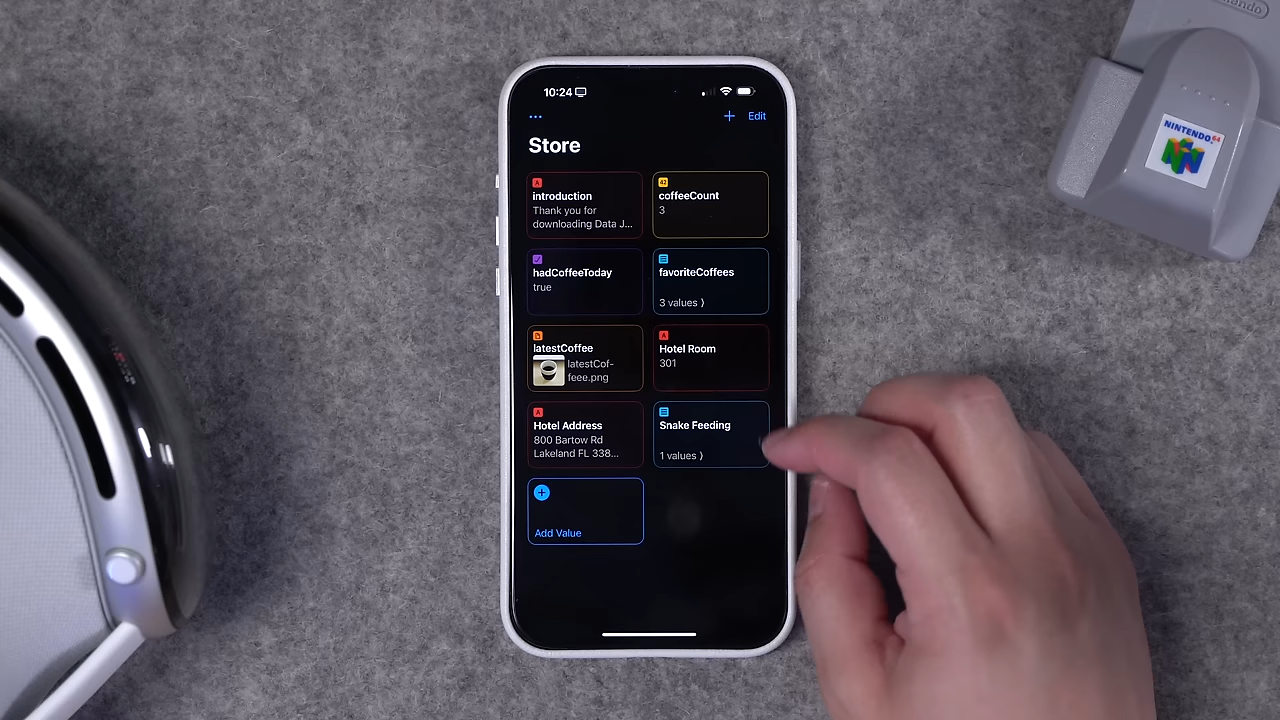 10:24
Edit
Store
introduction
Thank you for
downloading Data J...
coffeeCount
3
hadCoffeeToday
true
favoriteCoffees
3 values
latestCoffee
latestCof-
feee.png
Hotel Room
301
Hotel Address
800 Bartow Rd
Lakeland FL 338...
Snake Feeding
1 values
Add Value
NINTENDO 64